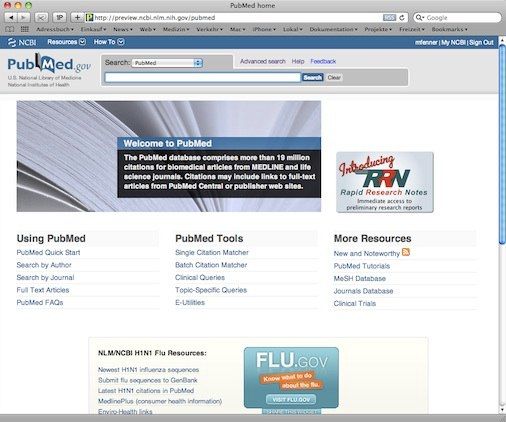 PubMed home
http://preview.ncbi.nlm.nih.gov/pubmed
RSS
Google
Adressbuch Einkauf News Web Medizin Verkehr Mac iPhone Lokal Dokumentation Projekte Freizeit Bookmarks
NCBI Resources How To mfenner | My NCBI | Sign Out
PubMed.gov
U.S. National Library of Medicine
National Institutes of Health
Search: PubMed
Advanced search Help Feedback
Search Clear
Welcome to PubMed
The PubMed database comprises more than 19 million
citations for biomedical articles from MEDLINE and life
science journals. Citations may include links to full-text
articles from PubMed Central or publisher web sites.
Introducing
RRN
Rapid Research Notes
Immediate access to
preliminary research reports
Using PubMed
PubMed Quick Start
Search by Author
Search by Journal
Full Text Articles
PubMed FAQs
PubMed Tools
Single Citation Matcher
Batch Citation Matcher
Clinical Queries
Topic-Specific Queries
E-Utilities
More Resources
New and Noteworthy
PubMed Tutorials
MeSH Database
Journals Database
Clinical Trials
NLM/NCBI H1N1 Flu Resources:
Newest H1N1 influenza sequences
Submit flu sequences to GenBank
Latest H1N1 citations in PubMed
MedlinePlus (consumer health information)
Enviro-Health links
FLU.GOV
Know what to do
about the flu.
VISIT FLU.GOV